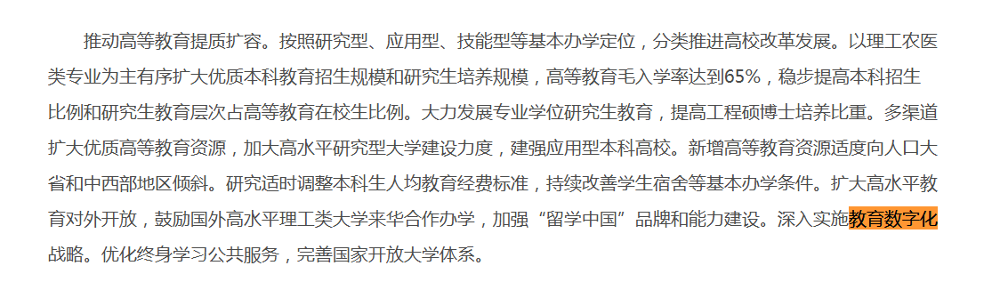 推动高等教育提质扩容。按照研究型、应用型、技能型等基本办学定位，分类推进高校改革发展。以理工农医
类专业为主有序扩大优质本科教育招生规模和研究生培养规模，高等教育毛入学率达到65%，稳步提高本科招生
比例和研究生教育层次占高等教育在校生比例。大力发展专业学位研究生教育，提高工程硕博士培养比重。多渠道
扩大优质高等教育资源，加大高水平研究型大学建设力度，建强应用型本科高校。新增高等教育资源适度向人口大
省和中西部地区倾斜。研究适时调整本科生人均教育经费标准，持续改善学生宿舍等基本办学条件。扩大高水平教
育对外开放，鼓励国外高水平理工类大学来华合作办学，加强“留学中国”品牌和能力建设。深入实施教育数字化
战略。优化终身学习公共服务，完善国家开放大学体系。